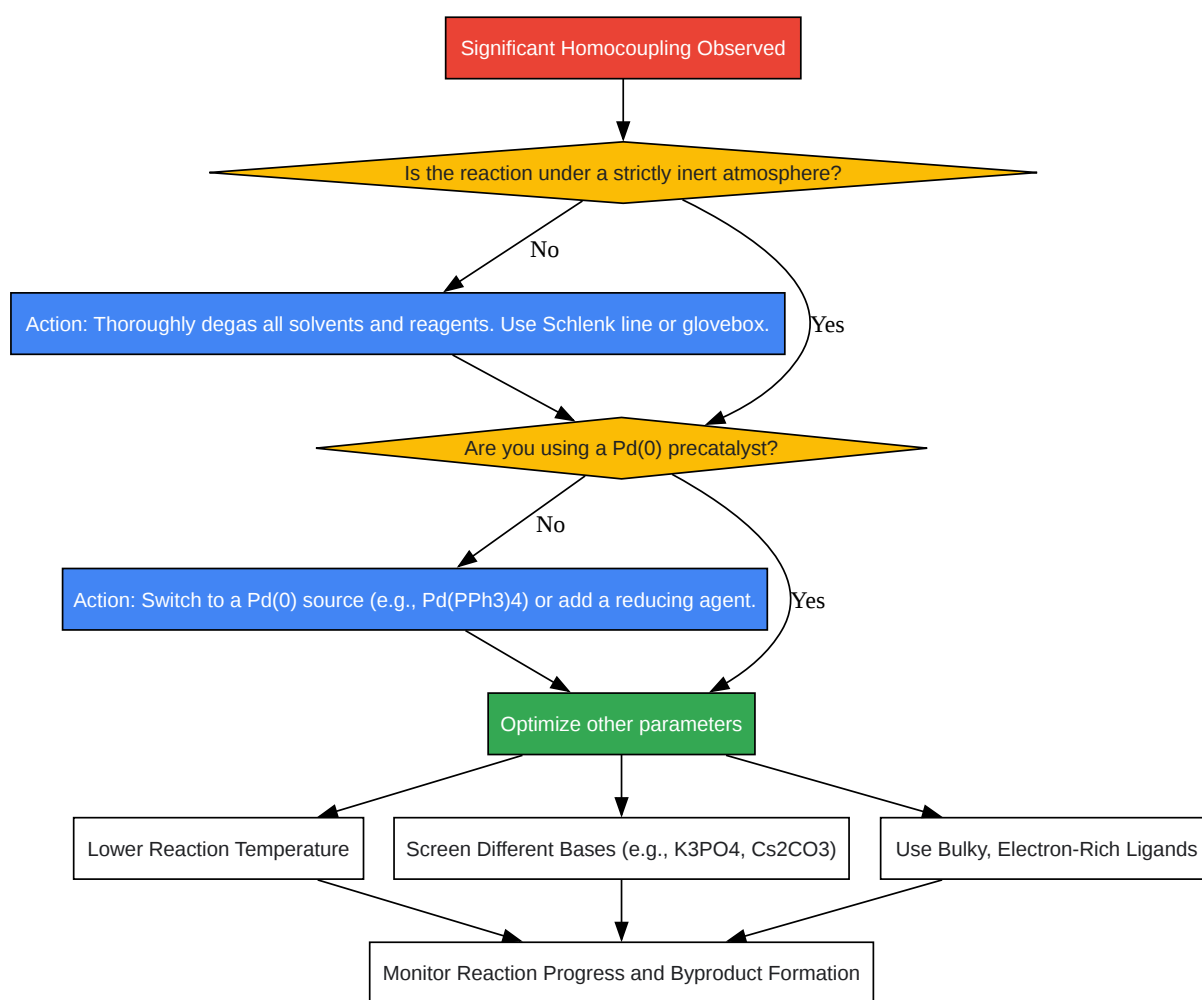 Significant Homocoupling Observed
Is the reaction under a strictly inert atmosphere?
No
Action: Thoroughly degas all solvents and reagents. Use Schlenk line or glovebox.
Yes
Are you using a Pd(0) precatalyst?
No
Action: Switch to a Pd(0) source (e.g., Pd(PPh3)4) or add a reducing agent.
Yes
Optimize other parameters
Lower Reaction Temperature
Screen Different Bases (e.g., K3PO4, Cs2CO3)
Use Bulky, Electron-Rich Ligands
Monitor Reaction Progress and Byproduct Formation